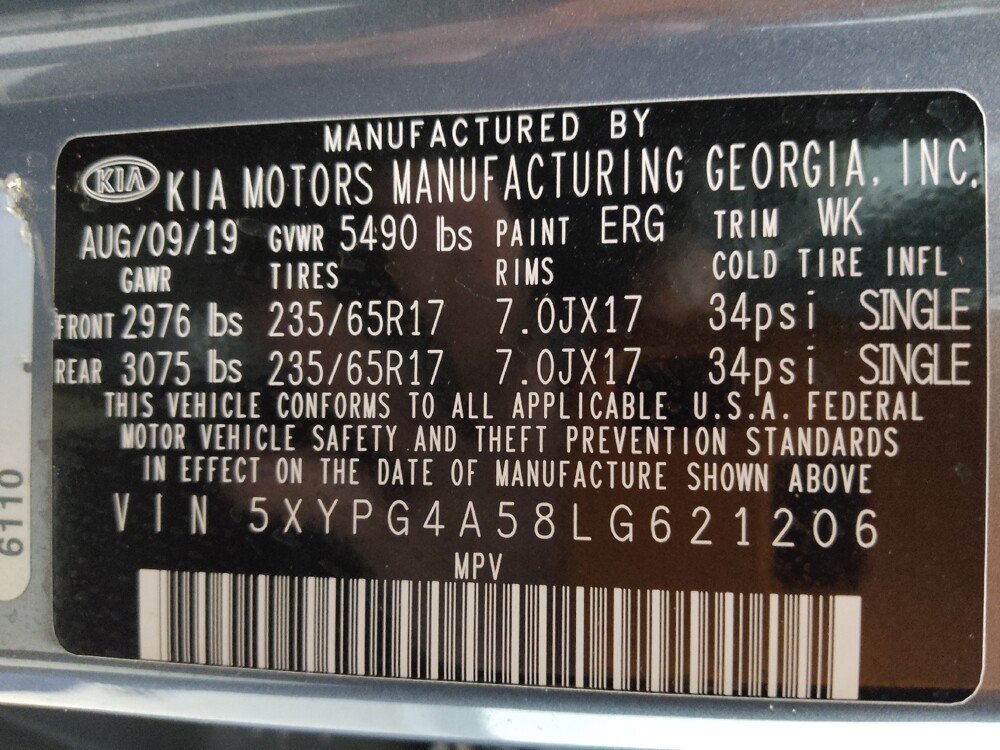 MANUFACTURED BY
KIA KIA MOTORS MANUFACTURING GEORGIA, INC.
AUG/09/19 GVWR 5490 lbs PAINT ERG TRIM WK
GAWR TIRES RIMS COLD TIRE INFL
FRONT 2976 lbs 235/65R17 7.0JX17 34psi SINGLE
REAR 3075 lbs 235/65R17 7.0JX17 34psi SINGLE
THIS VEHICLE CONFORMS TO ALL APPLICABLE U.S.A. FEDERAL
MOTOR VEHICLE SAFETY AND THEFT PREVENTION STANDARDS
IN EFFECT ON THE DATE OF MANUFACTURE SHOWN ABOVE
VIN 5XYPG4A58LG621206
MPV
6110